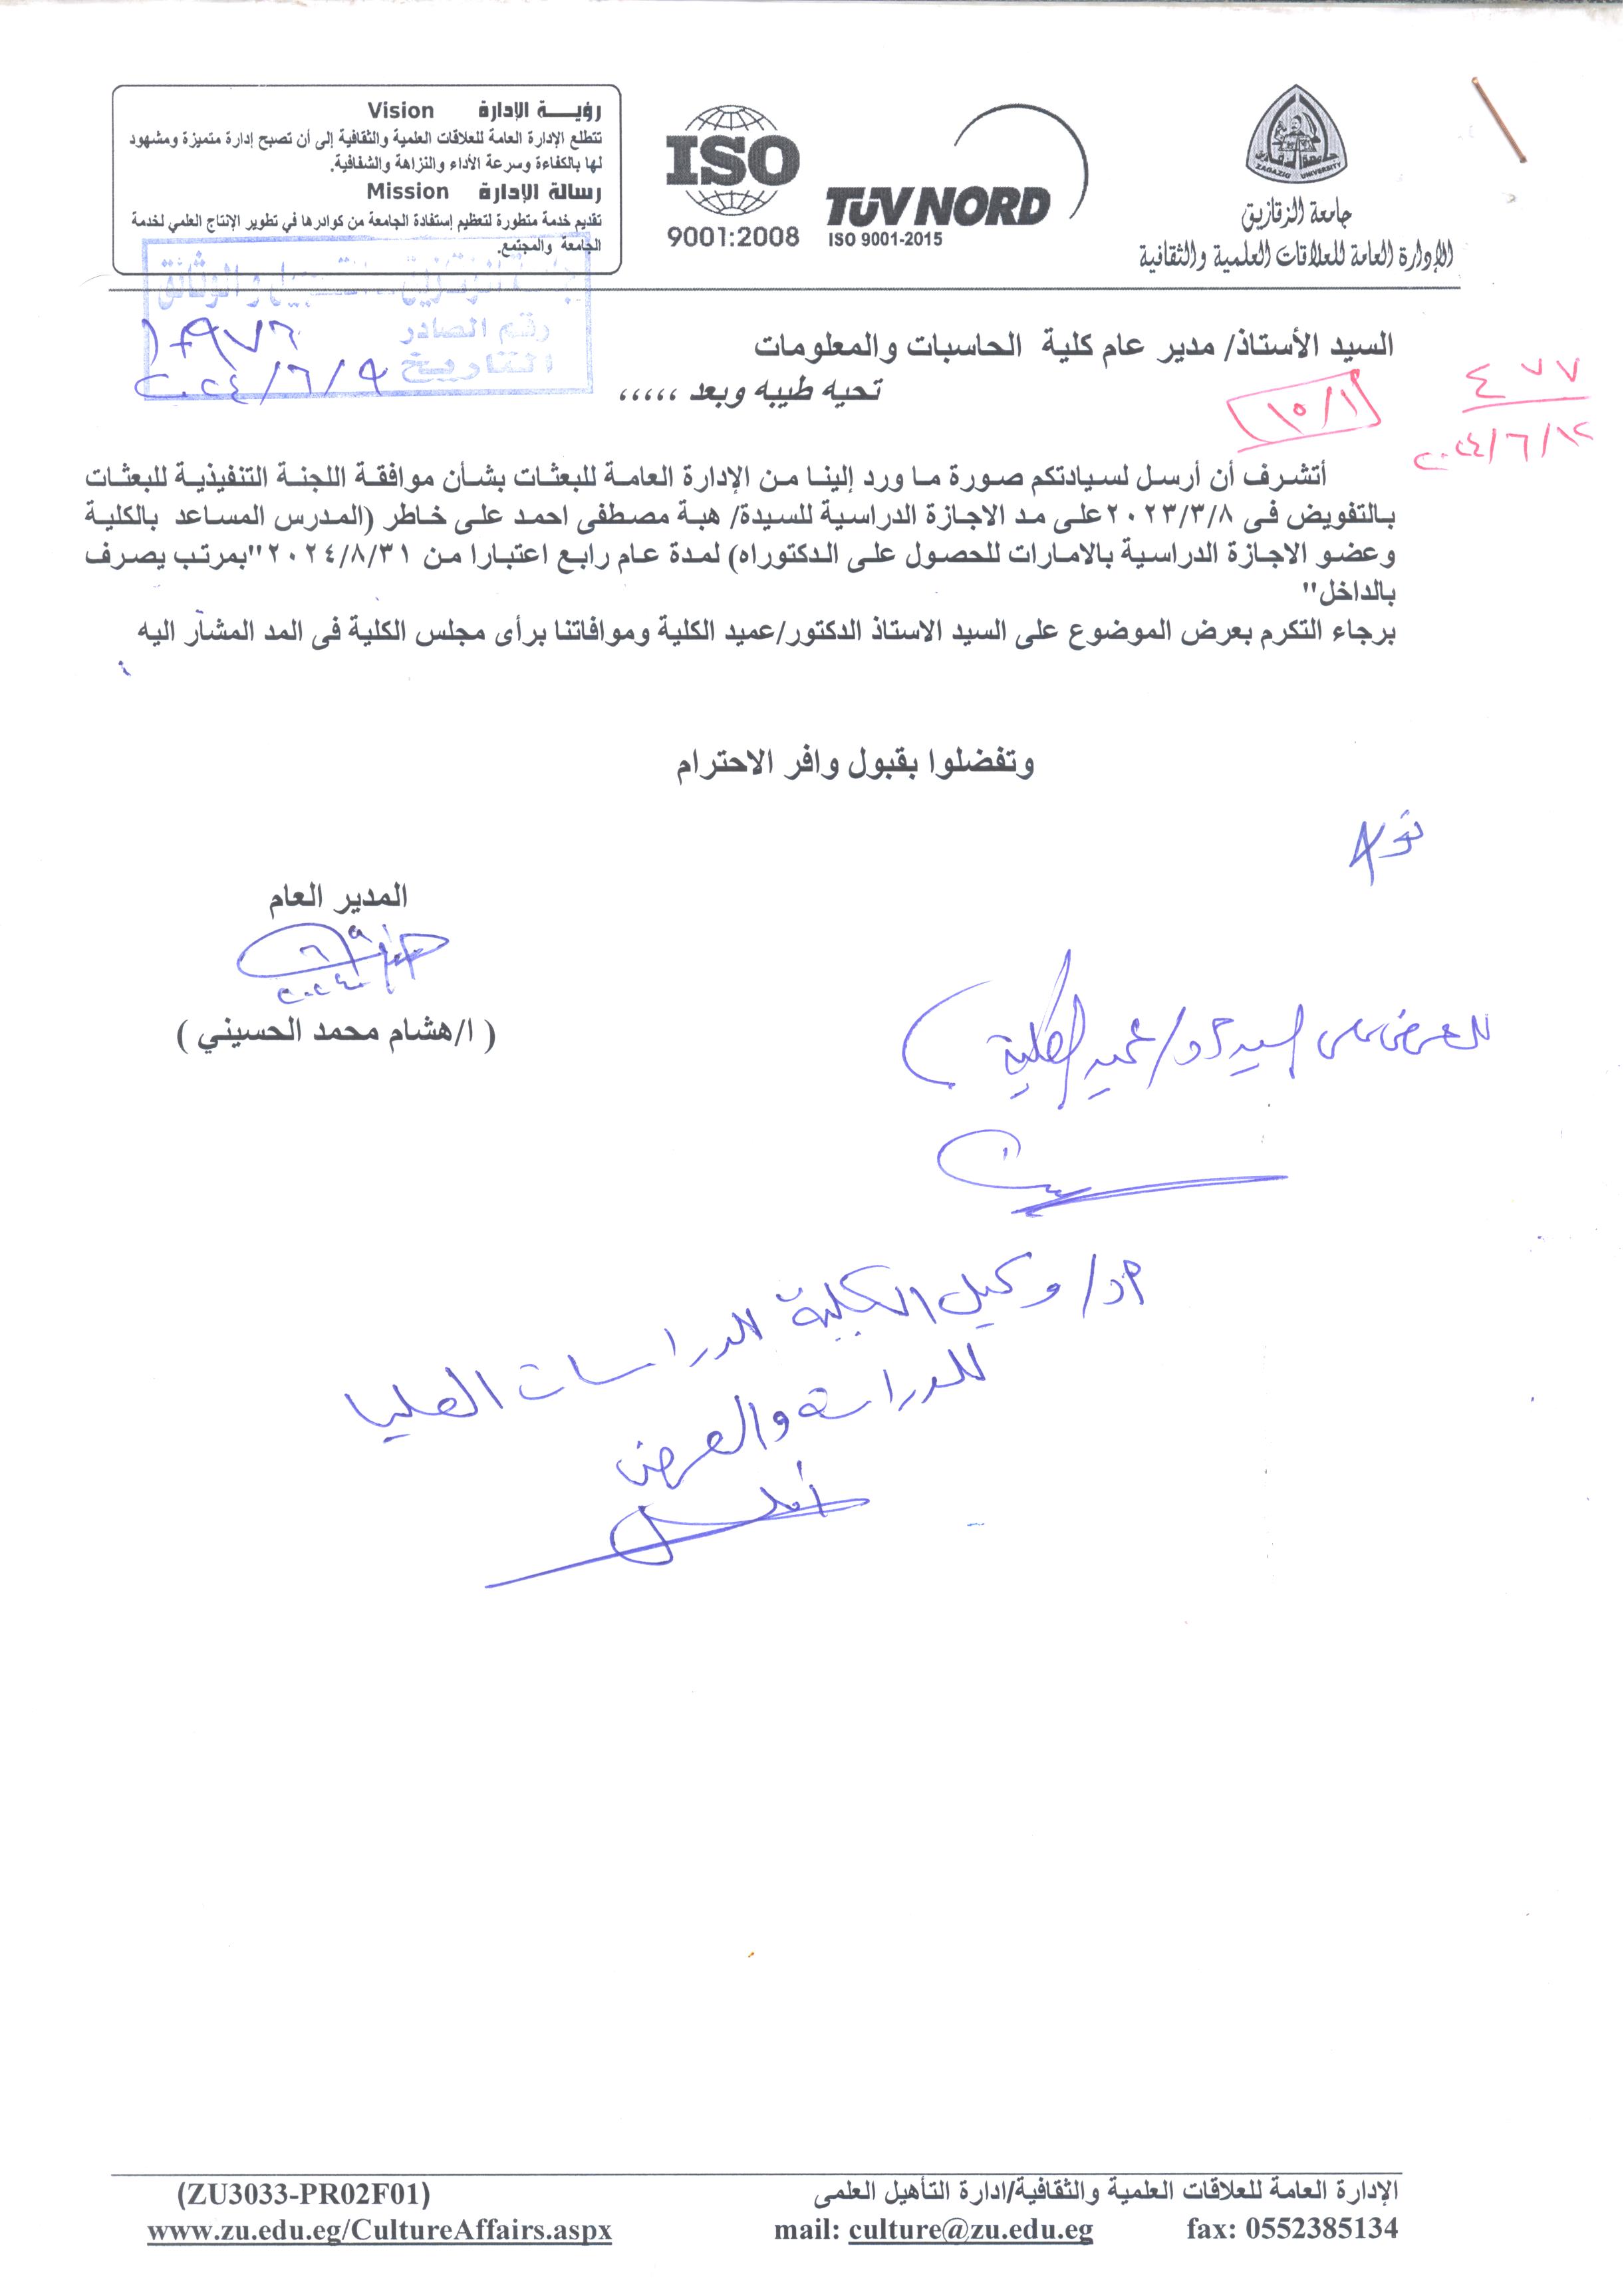 رؤيـــة الإدارة Vision
تتطلع الإدارة العامة للعلاقات العلمية والثقافية إلى أن تصبح إدارة متميزة ومشهود
لها بالكفاءة وسرعة الأداء والنزاهة والشفافية.
رسالة الإدارة Mission
تقديم خدمة متطورة لتعظيم إستفادة الجامعة من كوادرها في تطوير الإنتاج العلمي لخدمة
الجامعة والمجتمع.
ISO
9001:2008
TÜV NORD
ISO 9001-2015
ZAGAZIG UNIVERSITY
جامعة الزقازيق
الإدارة العامة للعلاقات العلمية والثقافية
رقم الصادر
التاريخ ٢٠٢٤/٦/٩
٤٧٧
٢٠٢٤/٦/١٢
١٥/١
السيد الأستاذ/ مدير عام كلية الحاسبات والمعلومات
تحيه طيبه وبعد ،،،،،
أتشرف أن أرسل لسيادتكم صورة ما ورد إلينا من الإدارة العامة للبعثات بشأن موافقة اللجنة التنفيذية للبعثات
بالتفويض فى ٢٠٢٣/٣/٨على مد الاجازة الدراسية للسيدة/ هبة مصطفى احمد على خاطر (المدرس المساعد بالكلية
وعضو الاجازة الدراسية بالامارات للحصول على الدكتوراه) لمدة عام رابع اعتبارا من ٢٠٢٤/٨/٣١"بمرتب يصرف
بالداخل"
برجاء التكرم بعرض الموضوع على السيد الاستاذ الدكتور/عميد الكلية وموافاتنا برأى مجلس الكلية فى المد المشار اليه
وتفضلوا بقبول وافر الاحترام
المدير العام
( ا/هشام محمد الحسيني )
للعرض على السيد أ.د/ عميد الكلية
أ.د/ وكيل الكلية للدراسات العليا
للدراسة والعرض
الإدارة العامة للعلاقات العلمية والثقافية/ادارة التأهيل العلمى
(ZU3033-PR02F01)
fax: 0552385134
mail: culture@zu.edu.eg
www.zu.edu.eg/CultureAffairs.aspx